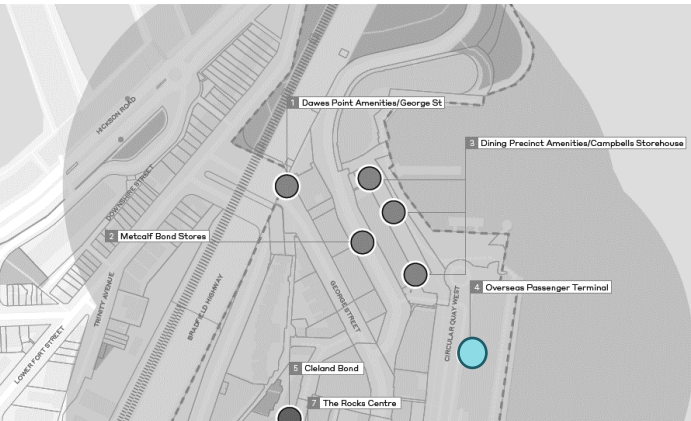 1 Dawes Point Amenities/George St
HICKSON ROAD
3 Dining Precinct Amenities/Campbells Storehouse
DOWNSHIRE STREET
2 Metcalf Bond Stores
TRINITY AVENUE
BRADFIELD HIGHWAY
GEORGE STREET
CIRCULAR QUAY WEST
4 Overseas Passenger Terminal
LOWER FORT STREET
5 Cleland Bond
7 The Rocks Centre